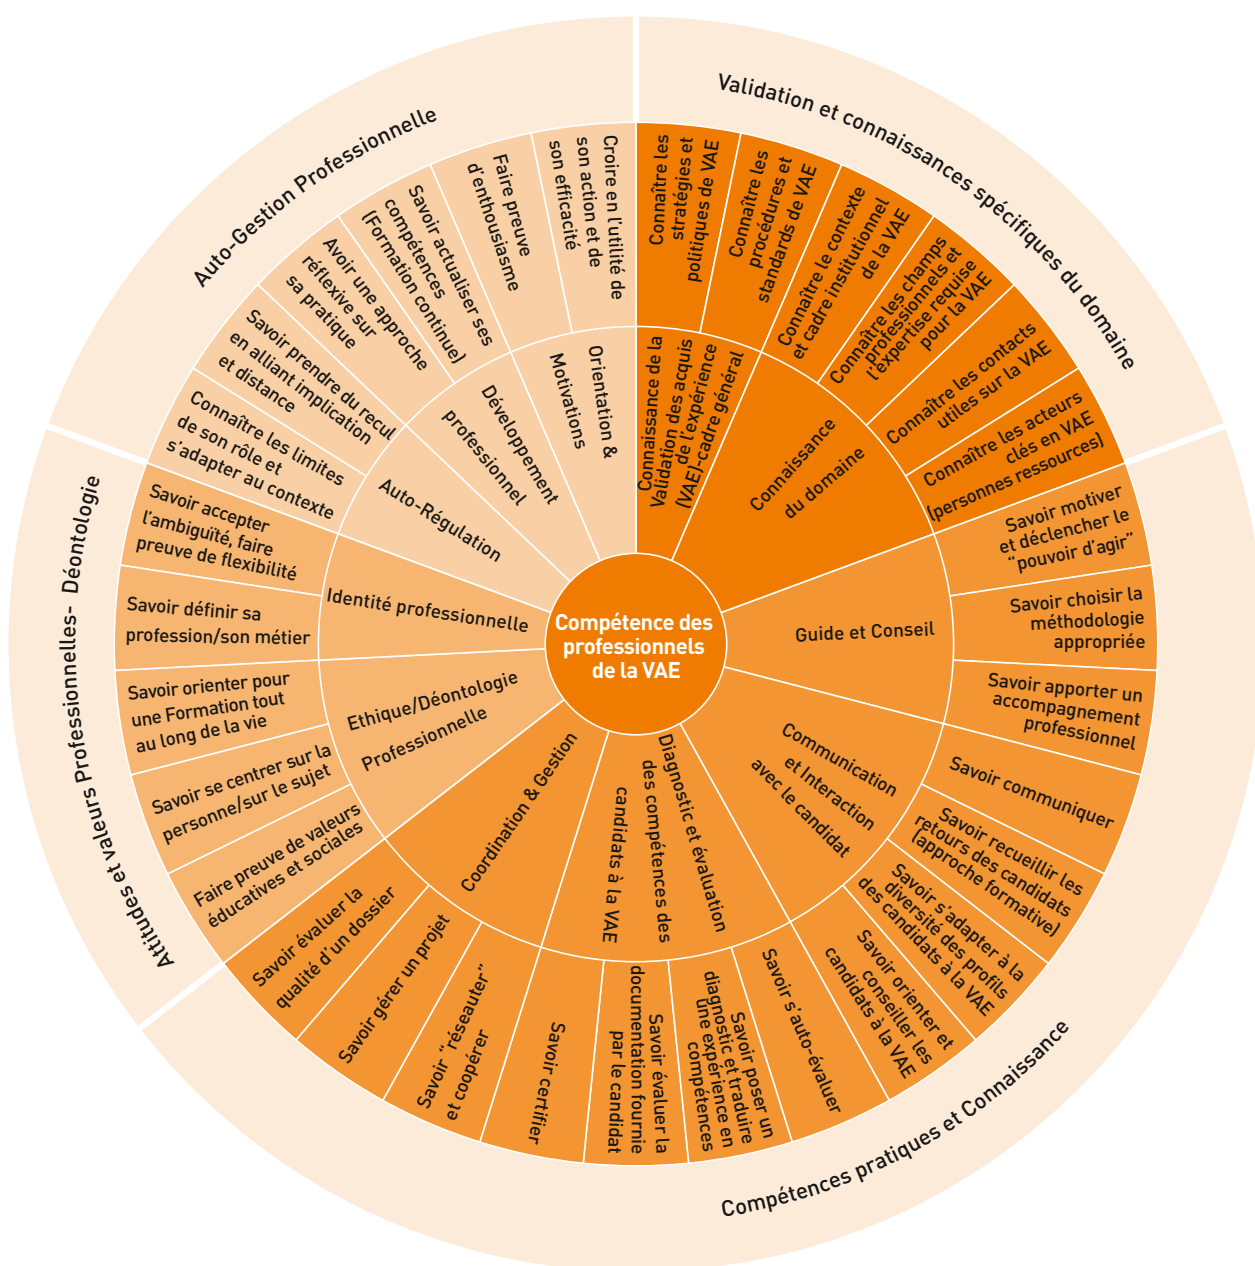 Compétence des
professionnels
de la VAE
Validation et connaissances spécifiques du domaine
Connaissance de la
Validation des acquis
de l'expérience
(VAE)-cadre général
Connaître les
stratégies et
politiques de VAE
Connaître les
procédures et
standards de VAE
Connaissance
du domaine
Connaître le contexte
et cadre institutionnel
de la VAE
Connaître les champs
professionnels et
l'expertise requise
pour la VAE
Connaître les contacts
utiles sur la VAE
Connaître les acteurs
clés en VAE
(personnes ressources)
Compétences pratiques et Connaissance
Guide et Conseil
Savoir motiver
et déclencher le
“pouvoir d'agir”
Savoir choisir la
méthodologie
appropriée
Savoir apporter un
accompagnement
professionnel
Communication
et Interaction
avec le candidat
Savoir communiquer
Savoir recueillir les
retours des candidats
(approche formative)
Savoir s'adapter à la
diversité des profils
des candidats à la VAE
Savoir orienter et
conseiller les
candidats à la VAE
Diagnostic et évaluation
des compétences des
candidats à la VAE
Savoir s'auto-évaluer
Savoir poser un
diagnostic et traduire
une expérience en
compétences
Savoir évaluer la
documentation fournie
par le candidat
Savoir certifier
Coordination & Gestion
Savoir “réseauter”
et coopérer
Savoir gérer un projet
Savoir évaluer la
qualité d'un dossier
Attitudes et valeurs Professionnelles- Déontologie
Ethique/Déontologie
Professionnelle
Faire preuve de valeurs
éducatives et sociales
Savoir se centrer sur la
personne/sur le sujet
Savoir orienter pour
une Formation tout
au long de la vie
Identité professionnelle
Savoir définir sa
profession/son métier
Savoir accepter
l'ambiguïté, faire
preuve de flexibilité
Auto-Gestion Professionnelle
Auto-Régulation
Connaître les limites
de son rôle et
s'adapter au contexte
Savoir prendre du recul
en alliant implication
et distance
Développement
professionnel
Avoir une approche
réflexive sur
sa pratique
Savoir actualiser ses
compétences
(Formation continue)
Orientation &
Motivations
Faire preuve
d'enthousiasme
Croire en l'utilité de
son action et de
son efficacité